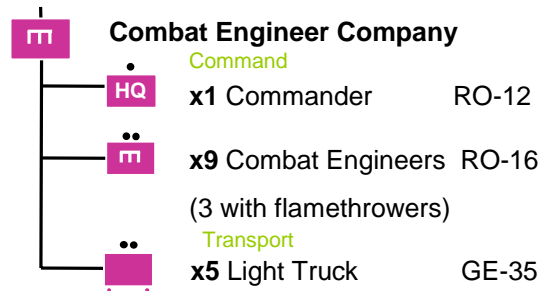 Combat Engineer Company
Command
HQ x1 Commander RO-12
x9 Combat Engineers RO-16
(3 with flamethrowers)
Transport
x5 Light Truck GE-35